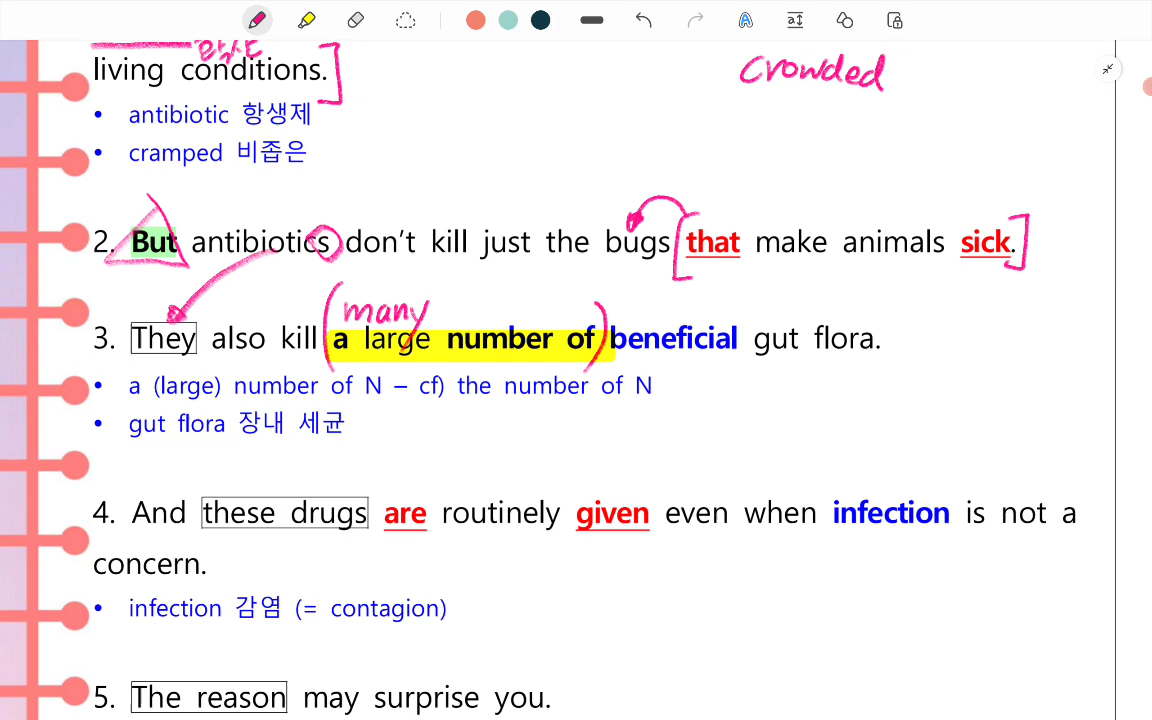 확산
living conditions.
crowded
• antibiotic 항생제
• cramped 비좁은
2. But antibiotics don't kill just the bugs that make animals sick.
many
3. They also kill a large number of beneficial gut flora.
• a (large) number of N – cf) the number of N
• gut flora 장내 세균
4. And these drugs are routinely given even when infection is not a
concern.
• infection 감염 (= contagion)
5. The reason may surprise you.